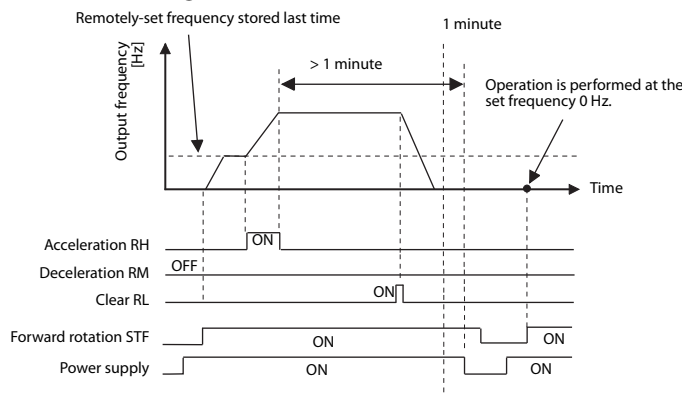 Remotely-set frequency stored last time
1 minute
> 1 minute
Operation is performed at the
set frequency 0 Hz.
Output frequency
[Hz]
Time
Acceleration RH
ON
Deceleration RM
OFF
Clear RL
ON
Forward rotation STF
ON
ON
Power supply
ON
ON